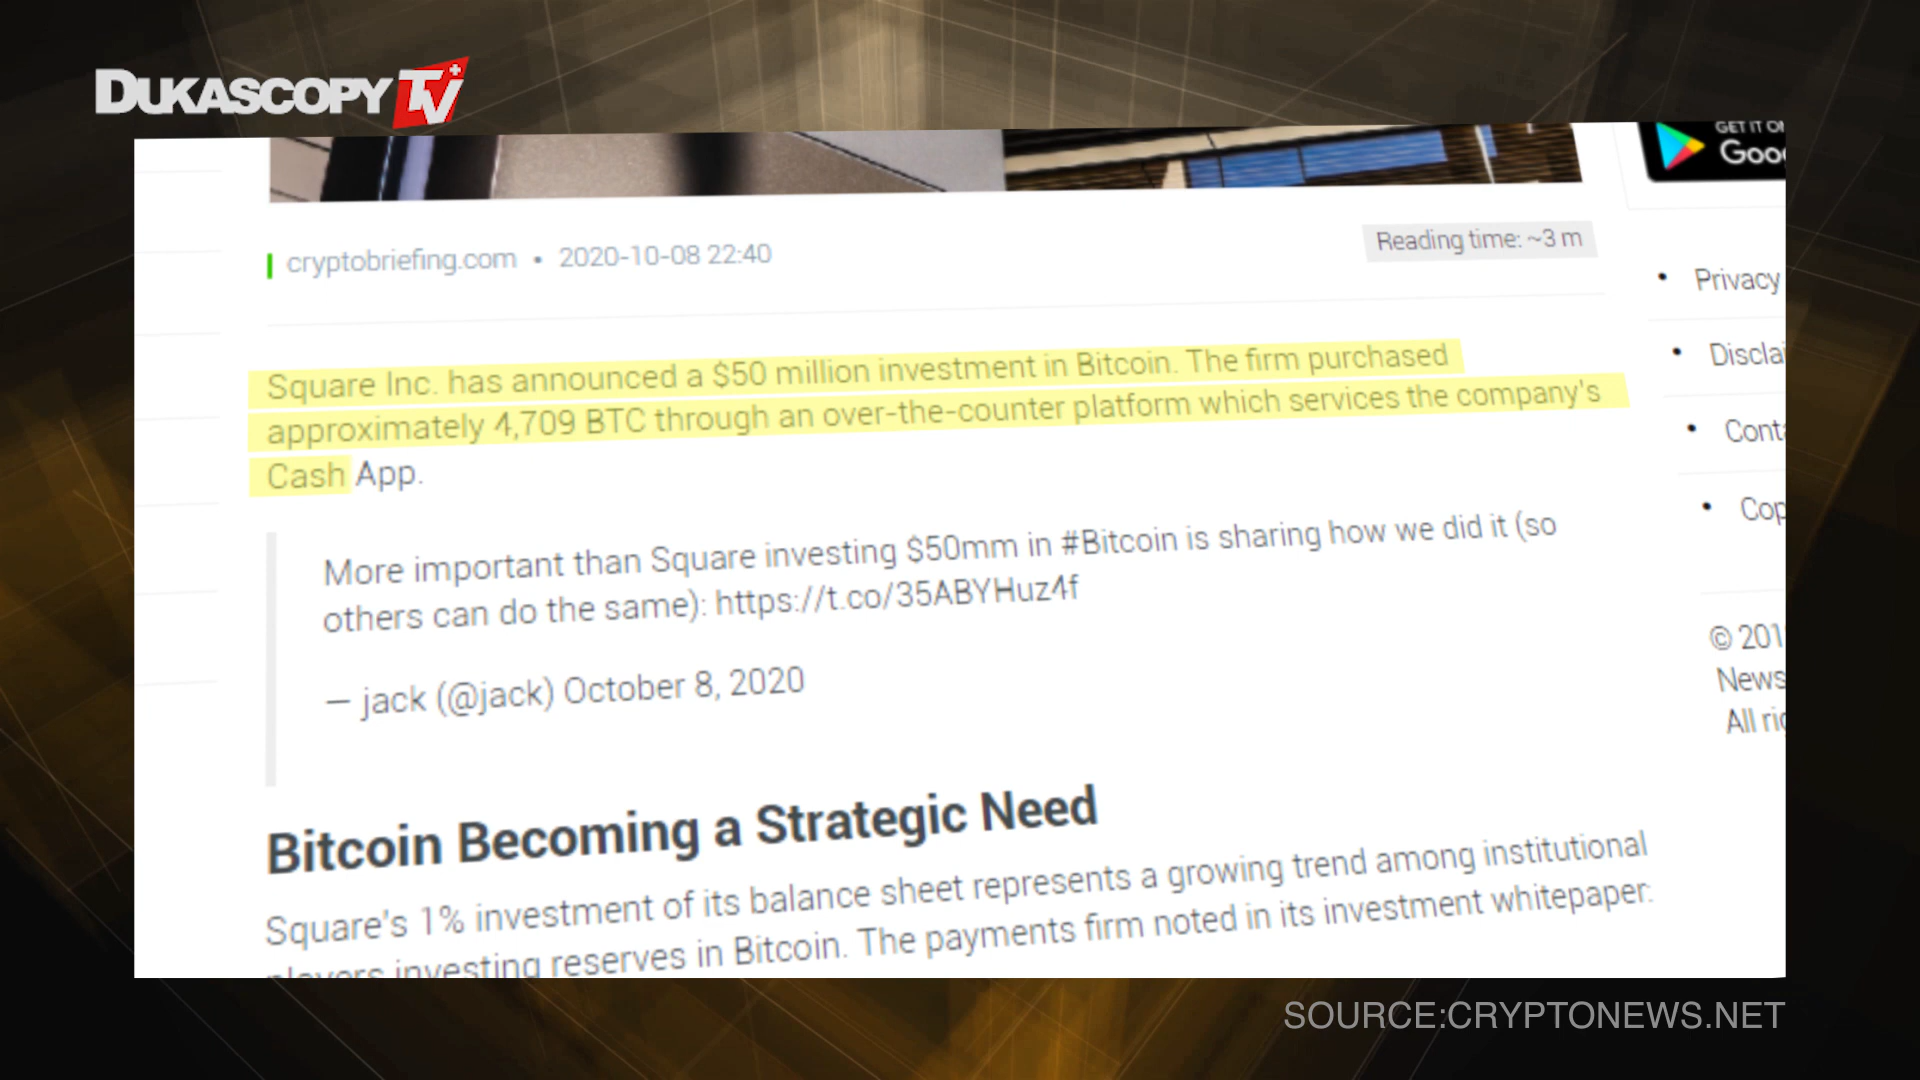 DUKASCOPY TV
GET IT
cryptobriefing.com • 2020-10-08 22:40
Reading time: ~3 m
• Privacy
Square Inc. has announced a $50 million investment in Bitcoin. The firm purchased
approximately 4,709 BTC through an over-the-counter platform which services the company's
Cash App.
More important than Square investing $50mm in #Bitcoin is sharing how we did it (so
others can do the same): https://t.co/35ABYHuz4f
— jack (@jack) October 8, 2020
©
News
All
Bitcoin Becoming a Strategic Need
Square's 1% investment of its balance sheet represents a growing trend among institutional
players investing reserves in Bitcoin. The payments firm noted in its investment whitepaper:
SOURCE:CRYPTONEWS.NET